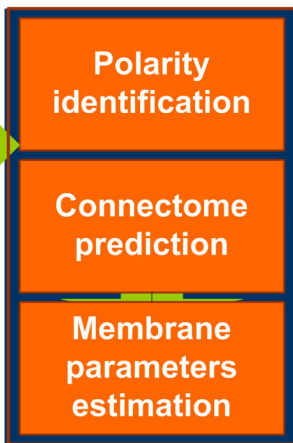 Polarity
identification
Connectome
prediction
Membrane
parameters
estimation